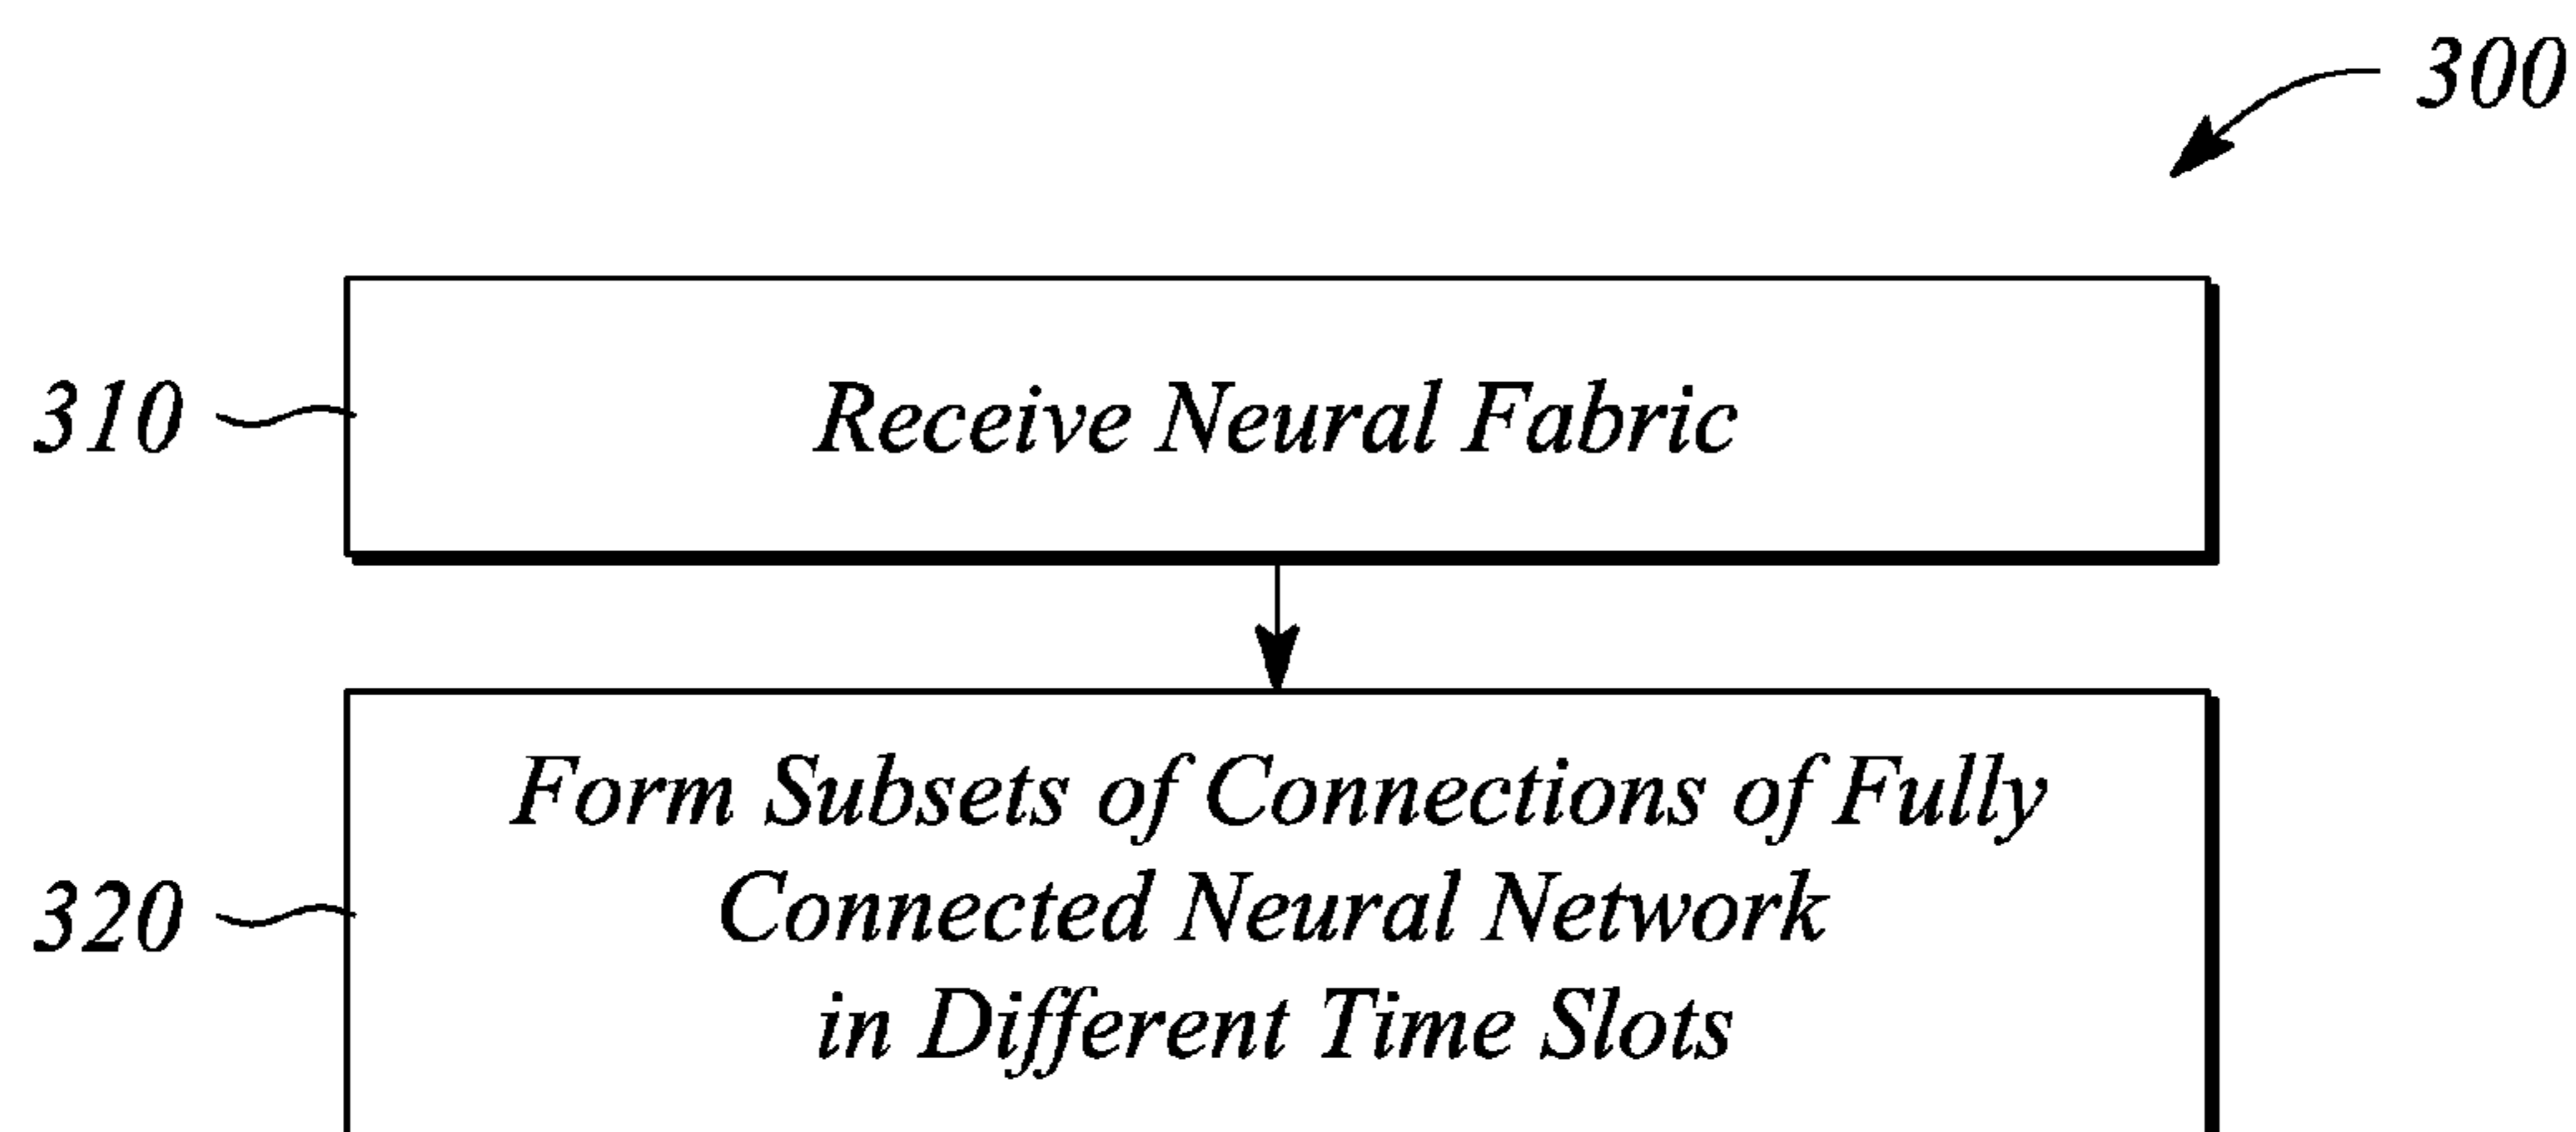 300
310
Receive Neural Fabric
Form Subsets of Connections of Fully
320
Connected Neural Network
in Different Time Slots